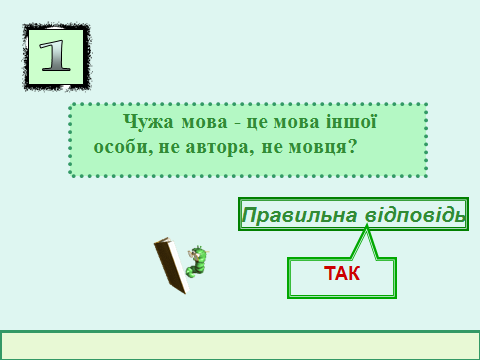 1
Чужа мова - це мова іншої
особи, не автора, не мовця?
Правильна відповідь
ТАК